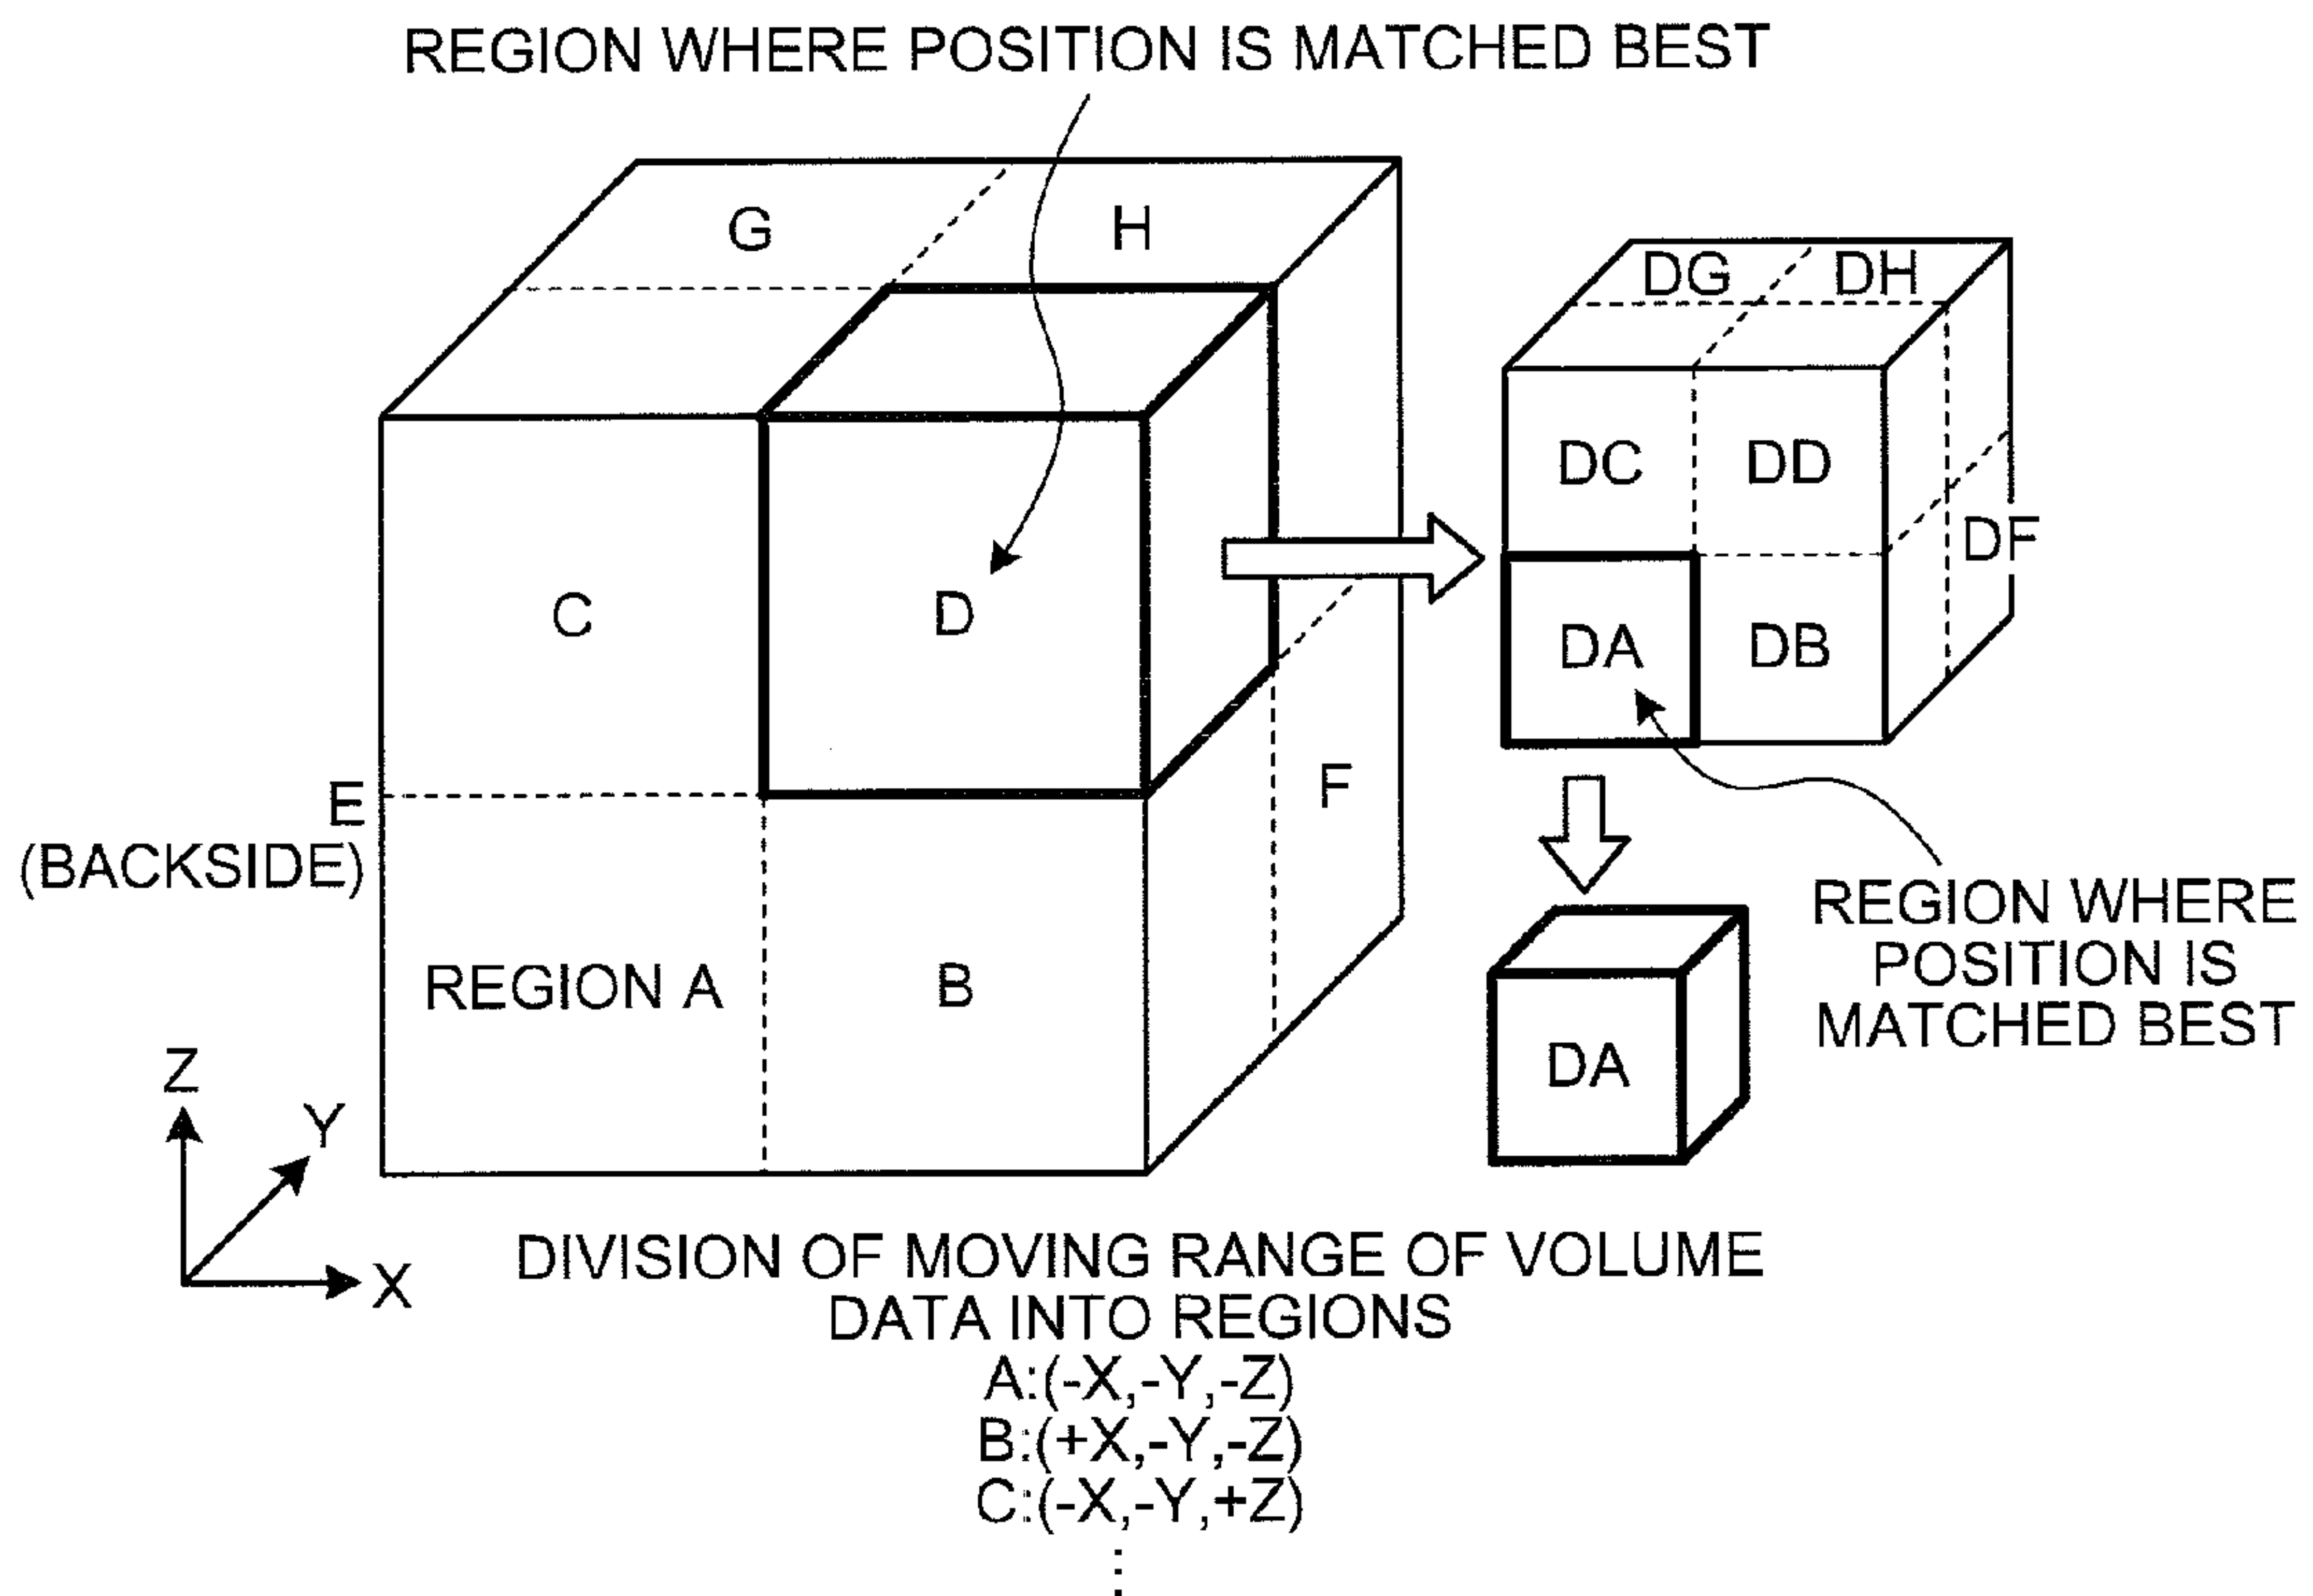 REGION WHERE POSITION IS MATCHED BEST
G
H
DG
DH
DC
DD
DF
C
D
DA
DB
E
(BACKSIDE)
F
REGION A
B
REGION WHERE
POSITION IS
MATCHED BEST
DA
Z
Y
X
DIVISION OF MOVING RANGE OF VOLUME
DATA INTO REGIONS
A:(-X,-Y,-Z)
B:(+X,-Y,-Z)
C:(-X,-Y,+Z)
⋮